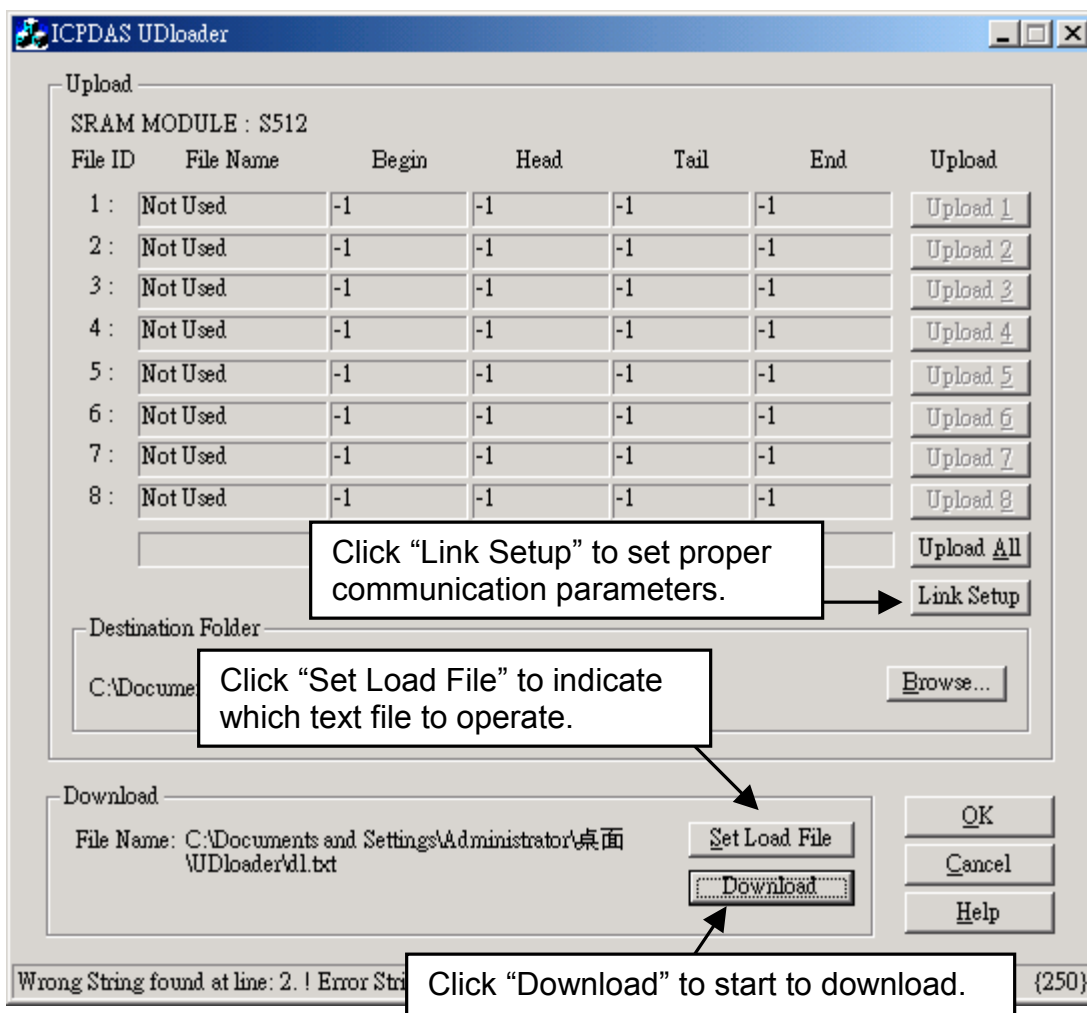 ICPDAS UDloader
Upload
SRAM MODULE : S512
File ID File Name Begin Head Tail End Upload
1 : Not Used -1 -1 -1 -1 Upload 1
2 : Not Used -1 -1 -1 -1 Upload 2
3 : Not Used -1 -1 -1 -1 Upload 3
4 : Not Used -1 -1 -1 -1 Upload 4
5 : Not Used -1 -1 -1 -1 Upload 5
6 : Not Used -1 -1 -1 -1 Upload 6
7 : Not Used -1 -1 -1 -1 Upload 7
8 : Not Used -1 -1 -1 -1 Upload 8
Upload All
Click “Link Setup” to set proper
communication parameters.
Link Setup
Destination Folder
C:\Docume
Browse...
Click “Set Load File” to indicate
which text file to operate.
Download
File Name: C:\Documents and Settings\Administrator\桌面
\UDloader\dl.txt
Set Load File
Download
OK
Cancel
Help
Wrong String found at line: 2. ! Error Stri
Click “Download” to start to download.
{250}